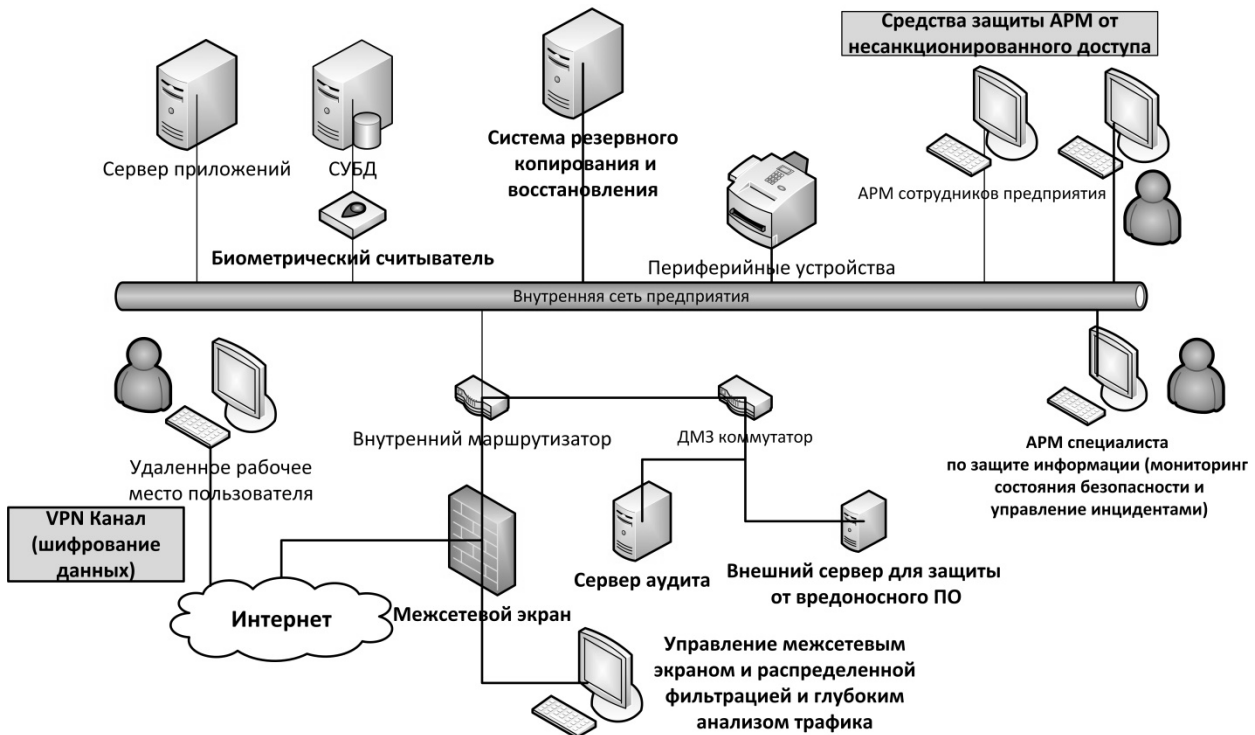 Средства защиты АРМ от
несанкционированного доступа
Сервер приложений
СУБД
Система резервного
копирования и
восстановления
АРМ сотрудников предприятия
Биометрический считыватель
Периферийные устройства
Внутренняя сеть предприятия
Внутренний маршрутизатор
ДМЗ коммутатор
АРМ специалиста
по защите информации (мониторинг
состояния безопасности и
управление инцидентами)
Удаленное рабочее
место пользователя
VPN Канал
(шифрование
данных)
Интернет
Межсетевой экран
Сервер аудита
Внешний сервер для защиты
от вредоносного ПО
Управление межсетевым
экраном и распределенной
фильтрацией и глубоким
анализом трафика